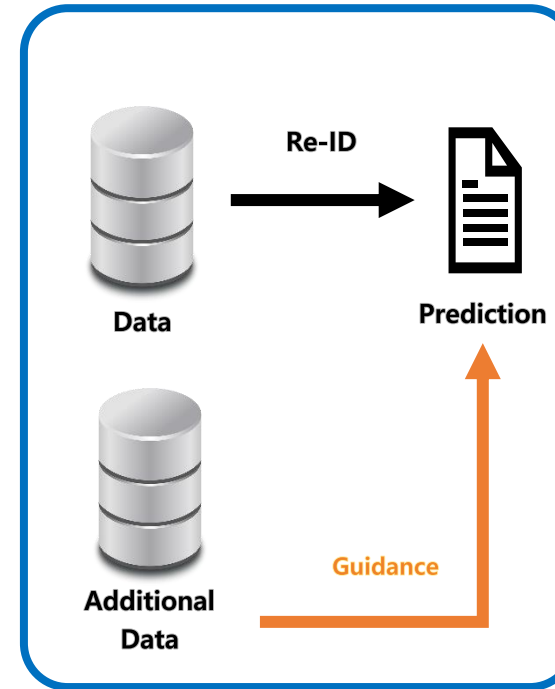 Re-ID
Data
Prediction
Guidance
Additional
Data